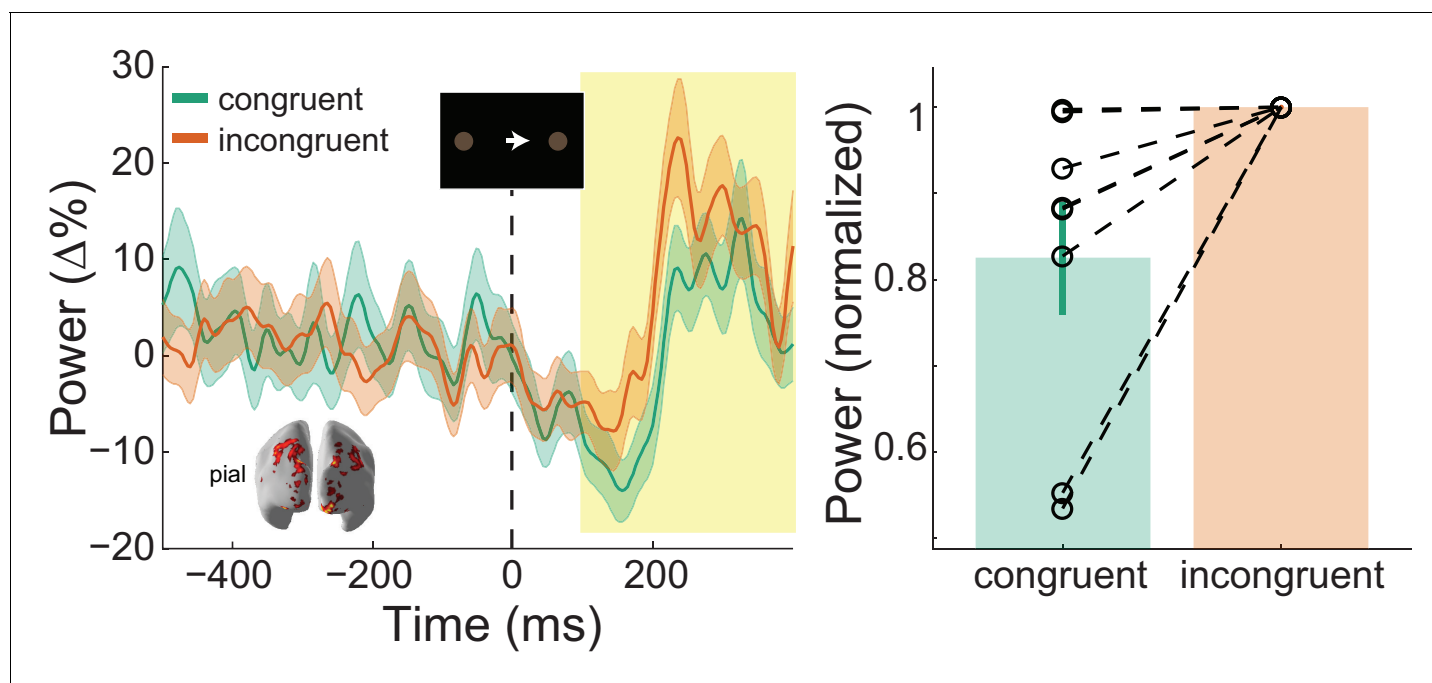 30
20
10
0
−10
−20
Power (Δ%)
congruent
incongruent
pial
−400
−200
0
200
Time (ms)
Power (normalized)
1
0.8
0.6
congruent
incongruent